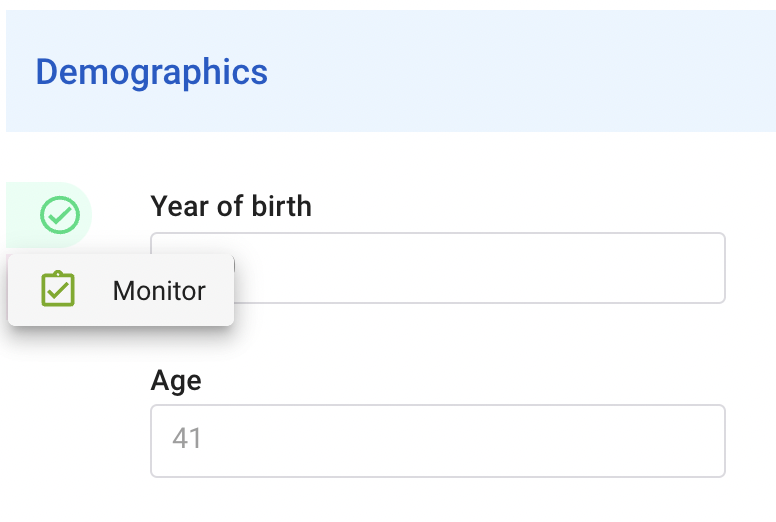 Demographics
Year of birth
Monitor
Age
41